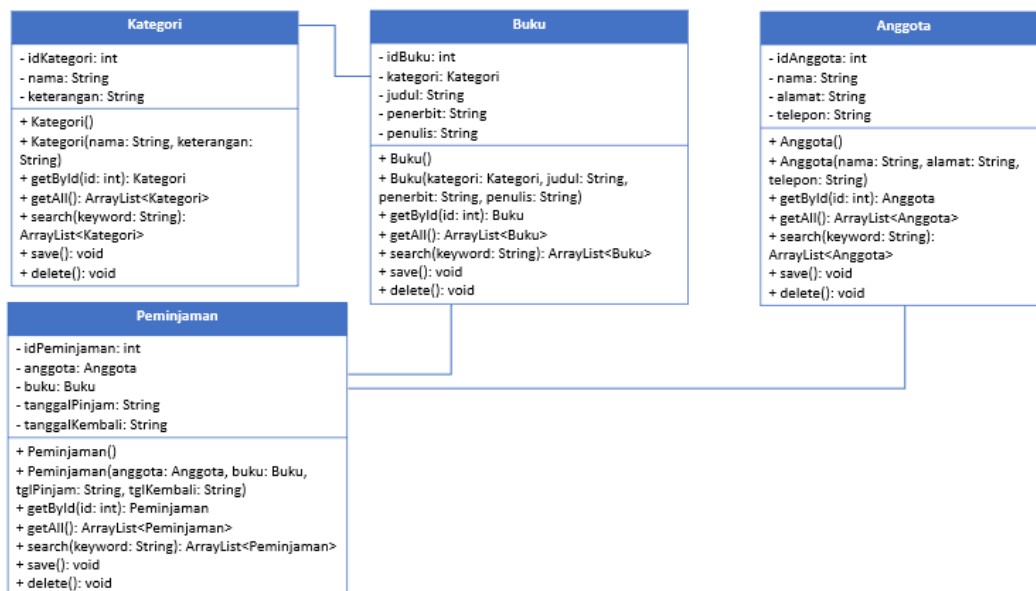 Kategori
- idKategori: int
- nama: String
- keterangan: String
+ Kategori()
+ Kategori(nama: String, keterangan:
String)
+ getById(id: int): Kategori
+ getAll(): ArrayList<Kategori>
+ search(keyword: String):
ArrayList<Kategori>
+ save(): void
+ delete(): void
Buku
- idBuku: int
- kategori: Kategori
- judul: String
- penerbit: String
- penulis: String
+ Buku()
+ Buku(kategori: Kategori, judul: String,
penerbit: String, penulis: String)
+ getById(id: int): Buku
+ getAll(): ArrayList<Buku>
+ search(keyword: String): ArrayList<Buku>
+ save(): void
+ delete(): void
Anggota
- idAnggota: int
- nama: String
- alamat: String
- telepon: String
+ Anggota()
+ Anggota(nama: String, alamat: String,
telepon: String)
+ getById(id: int): Anggota
+ getAll(): ArrayList<Anggota>
+ search(keyword: String):
ArrayList<Anggota>
+ save(): void
+ delete(): void
Peminjaman
- idPeminjaman: int
- anggota: Anggota
- buku: Buku
- tanggalPinjam: String
- tanggalKembali: String
+ Peminjaman()
+ Peminjaman(anggota: Anggota, buku: Buku,
tglPinjam: String, tglKembali: String)
+ getById(id: int): Peminjaman
+ getAll(): ArrayList<Peminjaman>
+ search(keyword: String): ArrayList<Peminjaman>
+ save(): void
+ delete(): void